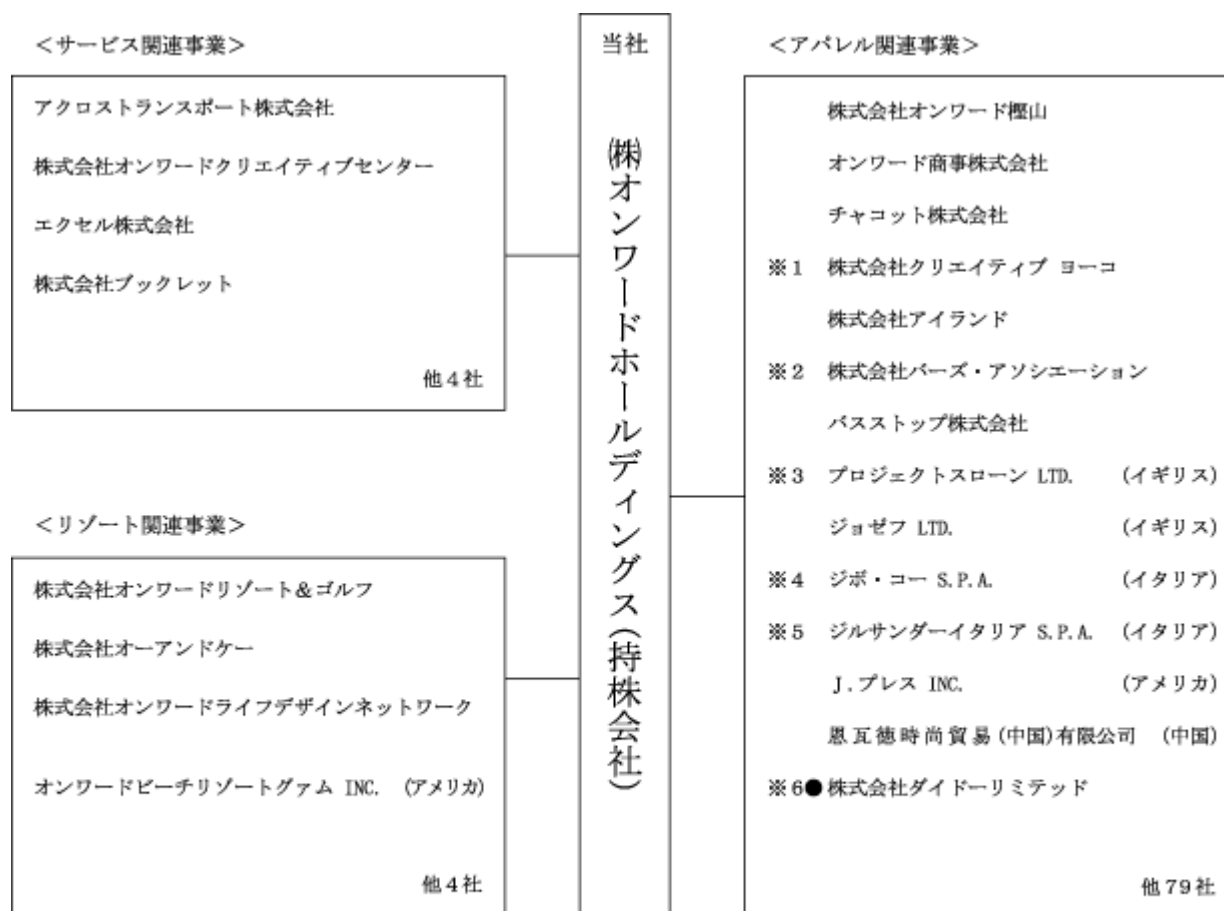 ＜サービス関連事業＞
アクロストランスポート株式会社
株式会社オンワードクリエイティブセンター
エクセル株式会社
株式会社ブックレット
他４社
＜リゾート関連事業＞
株式会社オンワードリゾート＆ゴルフ
株式会社オーアンドケー
株式会社オンワードライフデザインネットワーク
オンワードビーチリゾートグァム INC. (アメリカ)
他４社
当社
㈱オンワードホールディングス(持株会社)
＜アパレル関連事業＞
株式会社オンワード樫山
オンワード商事株式会社
チャコット株式会社
※１ 株式会社クリエイティブ ヨーコ
株式会社アイランド
※２ 株式会社バーズ・アソシエーション
バスストップ株式会社
※３ プロジェクトスローン LTD. (イギリス)
ジョゼフ LTD. (イギリス)
※４ ジボ・コー S.P.A. (イタリア)
※５ ジルサンダーイタリア S.P.A. (イタリア)
Ｊ.プレス INC. (アメリカ)
恩瓦徳時尚貿易(中国)有限公司 (中国)
※６●株式会社ダイドーリミテッド
他79社